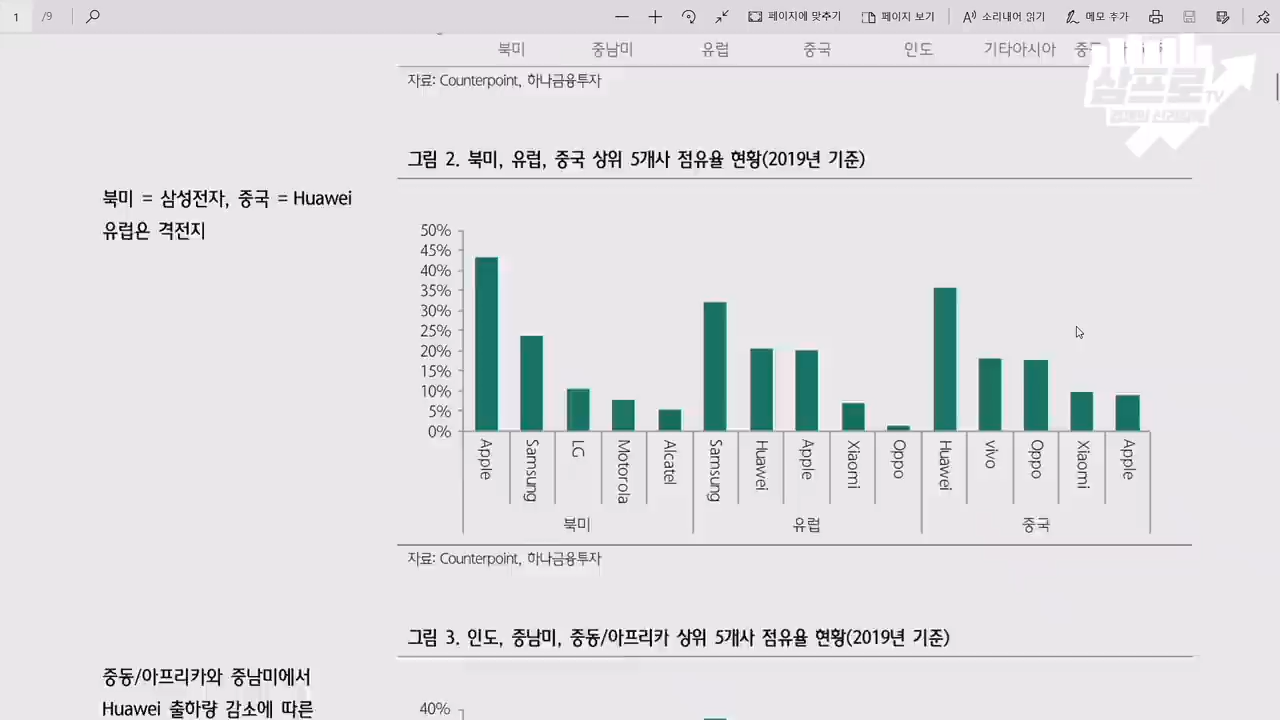 1 /9 페이지에 맞추기 페이지 보기 소리내어 읽기 메모 추가
북미 중남미 유럽 중국 인도 기타아시아
자료: Counterpoint, 하나금융투자
삼프로TV
그림 2. 북미, 유럽, 중국 상위 5개사 점유율 현황(2019년 기준)
북미 = 삼성전자, 중국 = Huawei
유럽은 격전지
50%
45%
40%
35%
30%
25%
20%
15%
10%
5%
0%
Apple Samsung LG Motorola Alcatel Samsung Huawei Apple Xiaomi Oppo Huawei vivo Oppo Xiaomi Apple
북미 유럽 중국
자료: Counterpoint, 하나금융투자
그림 3. 인도, 중남미, 중동/아프리카 상위 5개사 점유율 현황(2019년 기준)
중동/아프리카와 중남미에서
Huawei 출하량 감소에 따른
40%